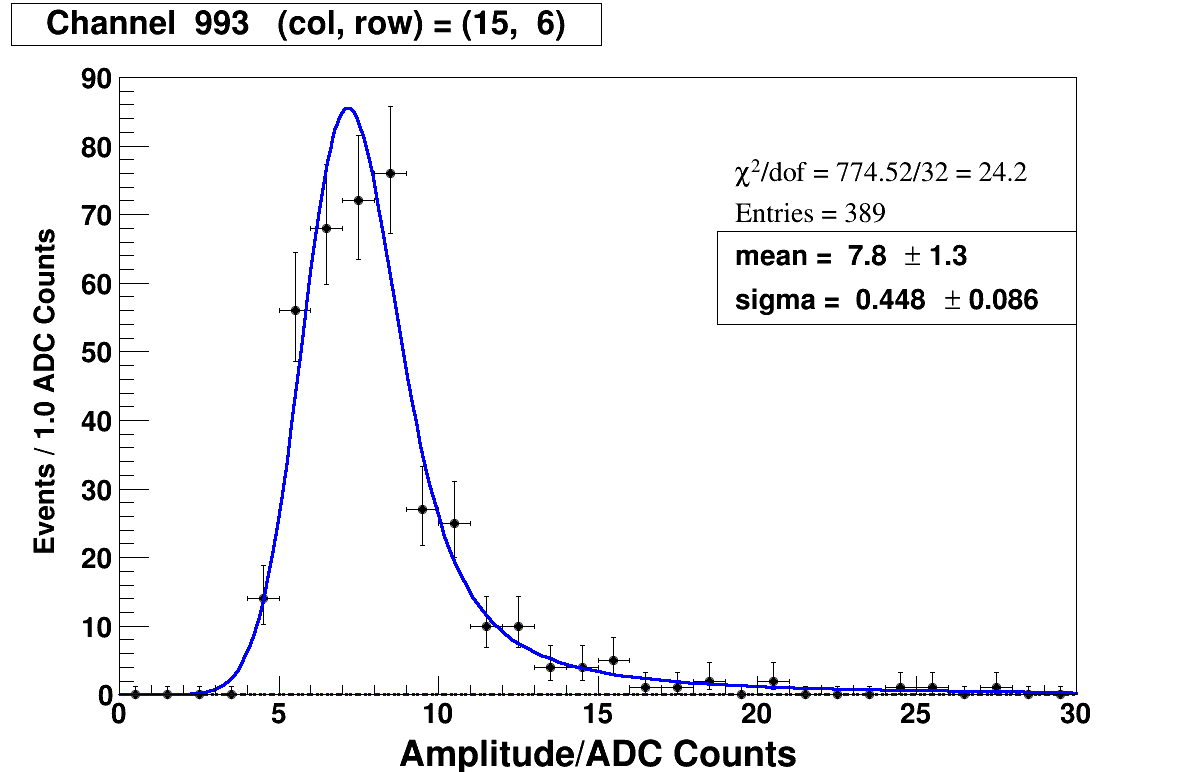 Channel 993 (col, row) = (15, 6)
90
80
70
60
50
40
30
20
10
0
Events / 1.0 ADC Counts
χ²/dof = 774.52/32 = 24.2
Entries = 389
mean = 7.8 ± 1.3
sigma = 0.448 ± 0.086
0 5 10 15 20 25 30
Amplitude/ADC Counts